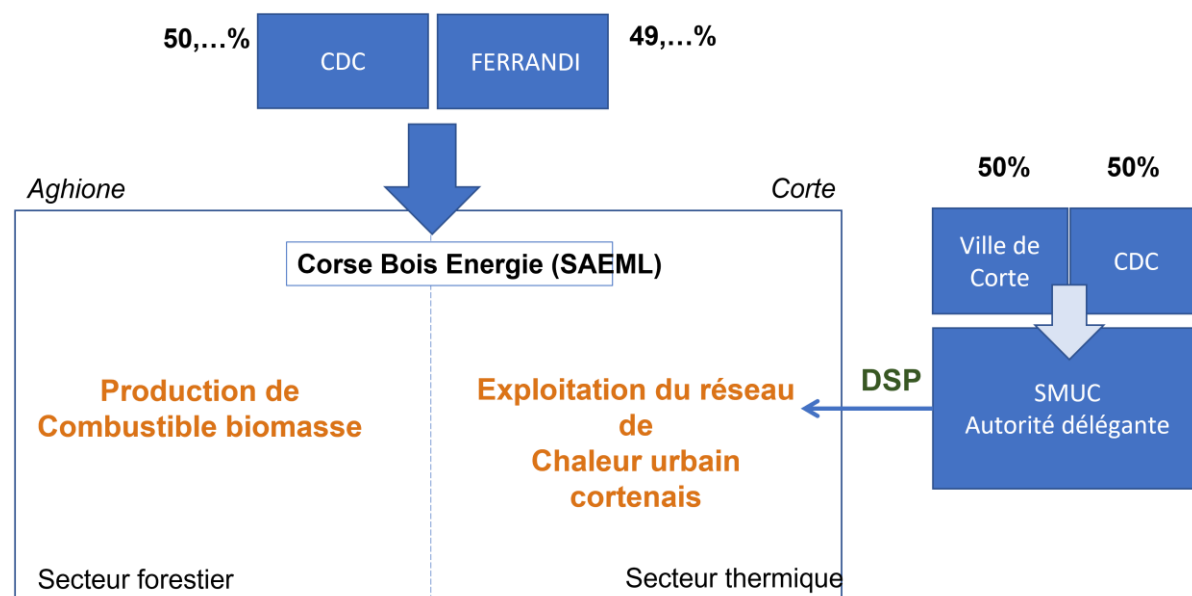 50,...%
CDC
FERRANDI
49,...%
Aghione
Corte
50%
50%
Corse Bois Energie (SAEML)
Ville de
Corte
CDC
Production de
Combustible biomasse
Exploitation du réseau
de
Chaleur urbain
cortenais
DSP
SMUC
Autorité délégante
Secteur forestier
Secteur thermique